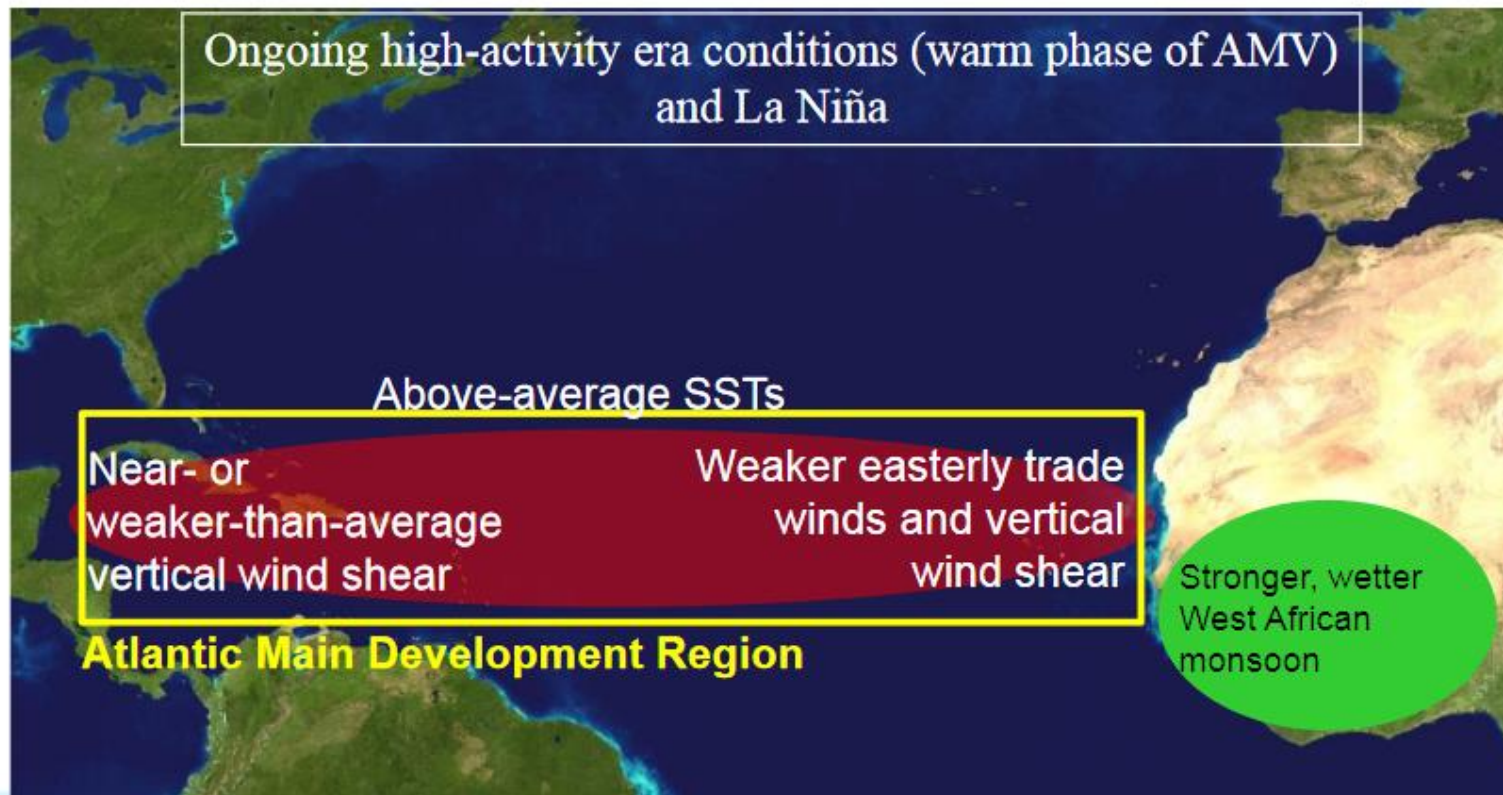 Ongoing high-activity era conditions (warm phase of AMV)
and La Niña
Above-average SSTs
Near- or
weaker-than-average
vertical wind shear
Weaker easterly trade
winds and vertical
wind shear
Stronger, wetter
West African
monsoon
Atlantic Main Development Region